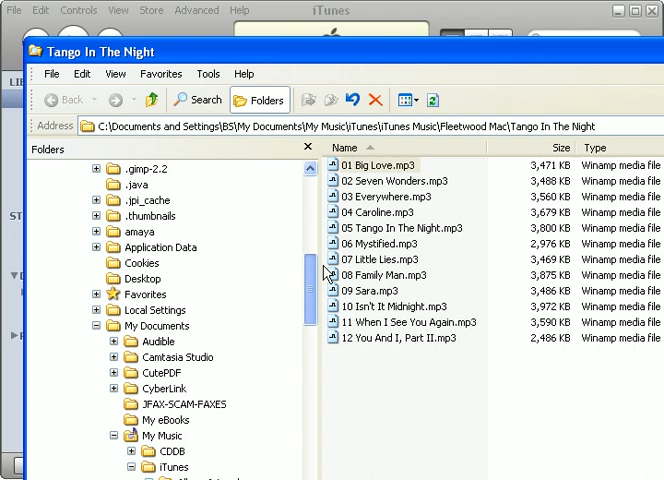 File Edit Controls View Store Advanced Help
iTunes
Tango In The Night
File Edit View Favorites Tools Help
Back Search Folders
Address C:\Documents and Settings\BS\My Documents\My Music\iTunes\iTunes Music\Fleetwood Mac\Tango In The Night
Folders
.gimp-2.2
.java
.jpi_cache
.thumbnails
amaya
Application Data
Cookies
Desktop
Favorites
Local Settings
My Documents
Audible
Camtasia Studio
CutePDF
CyberLink
JFAX-SCAM-FAXES
My eBooks
My Music
CDDB
iTunes
Name Size Type
01 Big Love.mp3 3,471 KB Winamp media file
02 Seven Wonders.mp3 3,488 KB Winamp media file
03 Everywhere.mp3 3,560 KB Winamp media file
04 Caroline.mp3 3,679 KB Winamp media file
05 Tango In The Night.mp3 3,800 KB Winamp media file
06 Mystified.mp3 2,976 KB Winamp media file
07 Little Lies.mp3 3,469 KB Winamp media file
08 Family Man.mp3 3,875 KB Winamp media file
09 Sara.mp3 3,486 KB Winamp media file
10 Isn't It Midnight.mp3 3,972 KB Winamp media file
11 When I See You Again.mp3 3,590 KB Winamp media file
12 You And I, Part II.mp3 2,486 KB Winamp media file